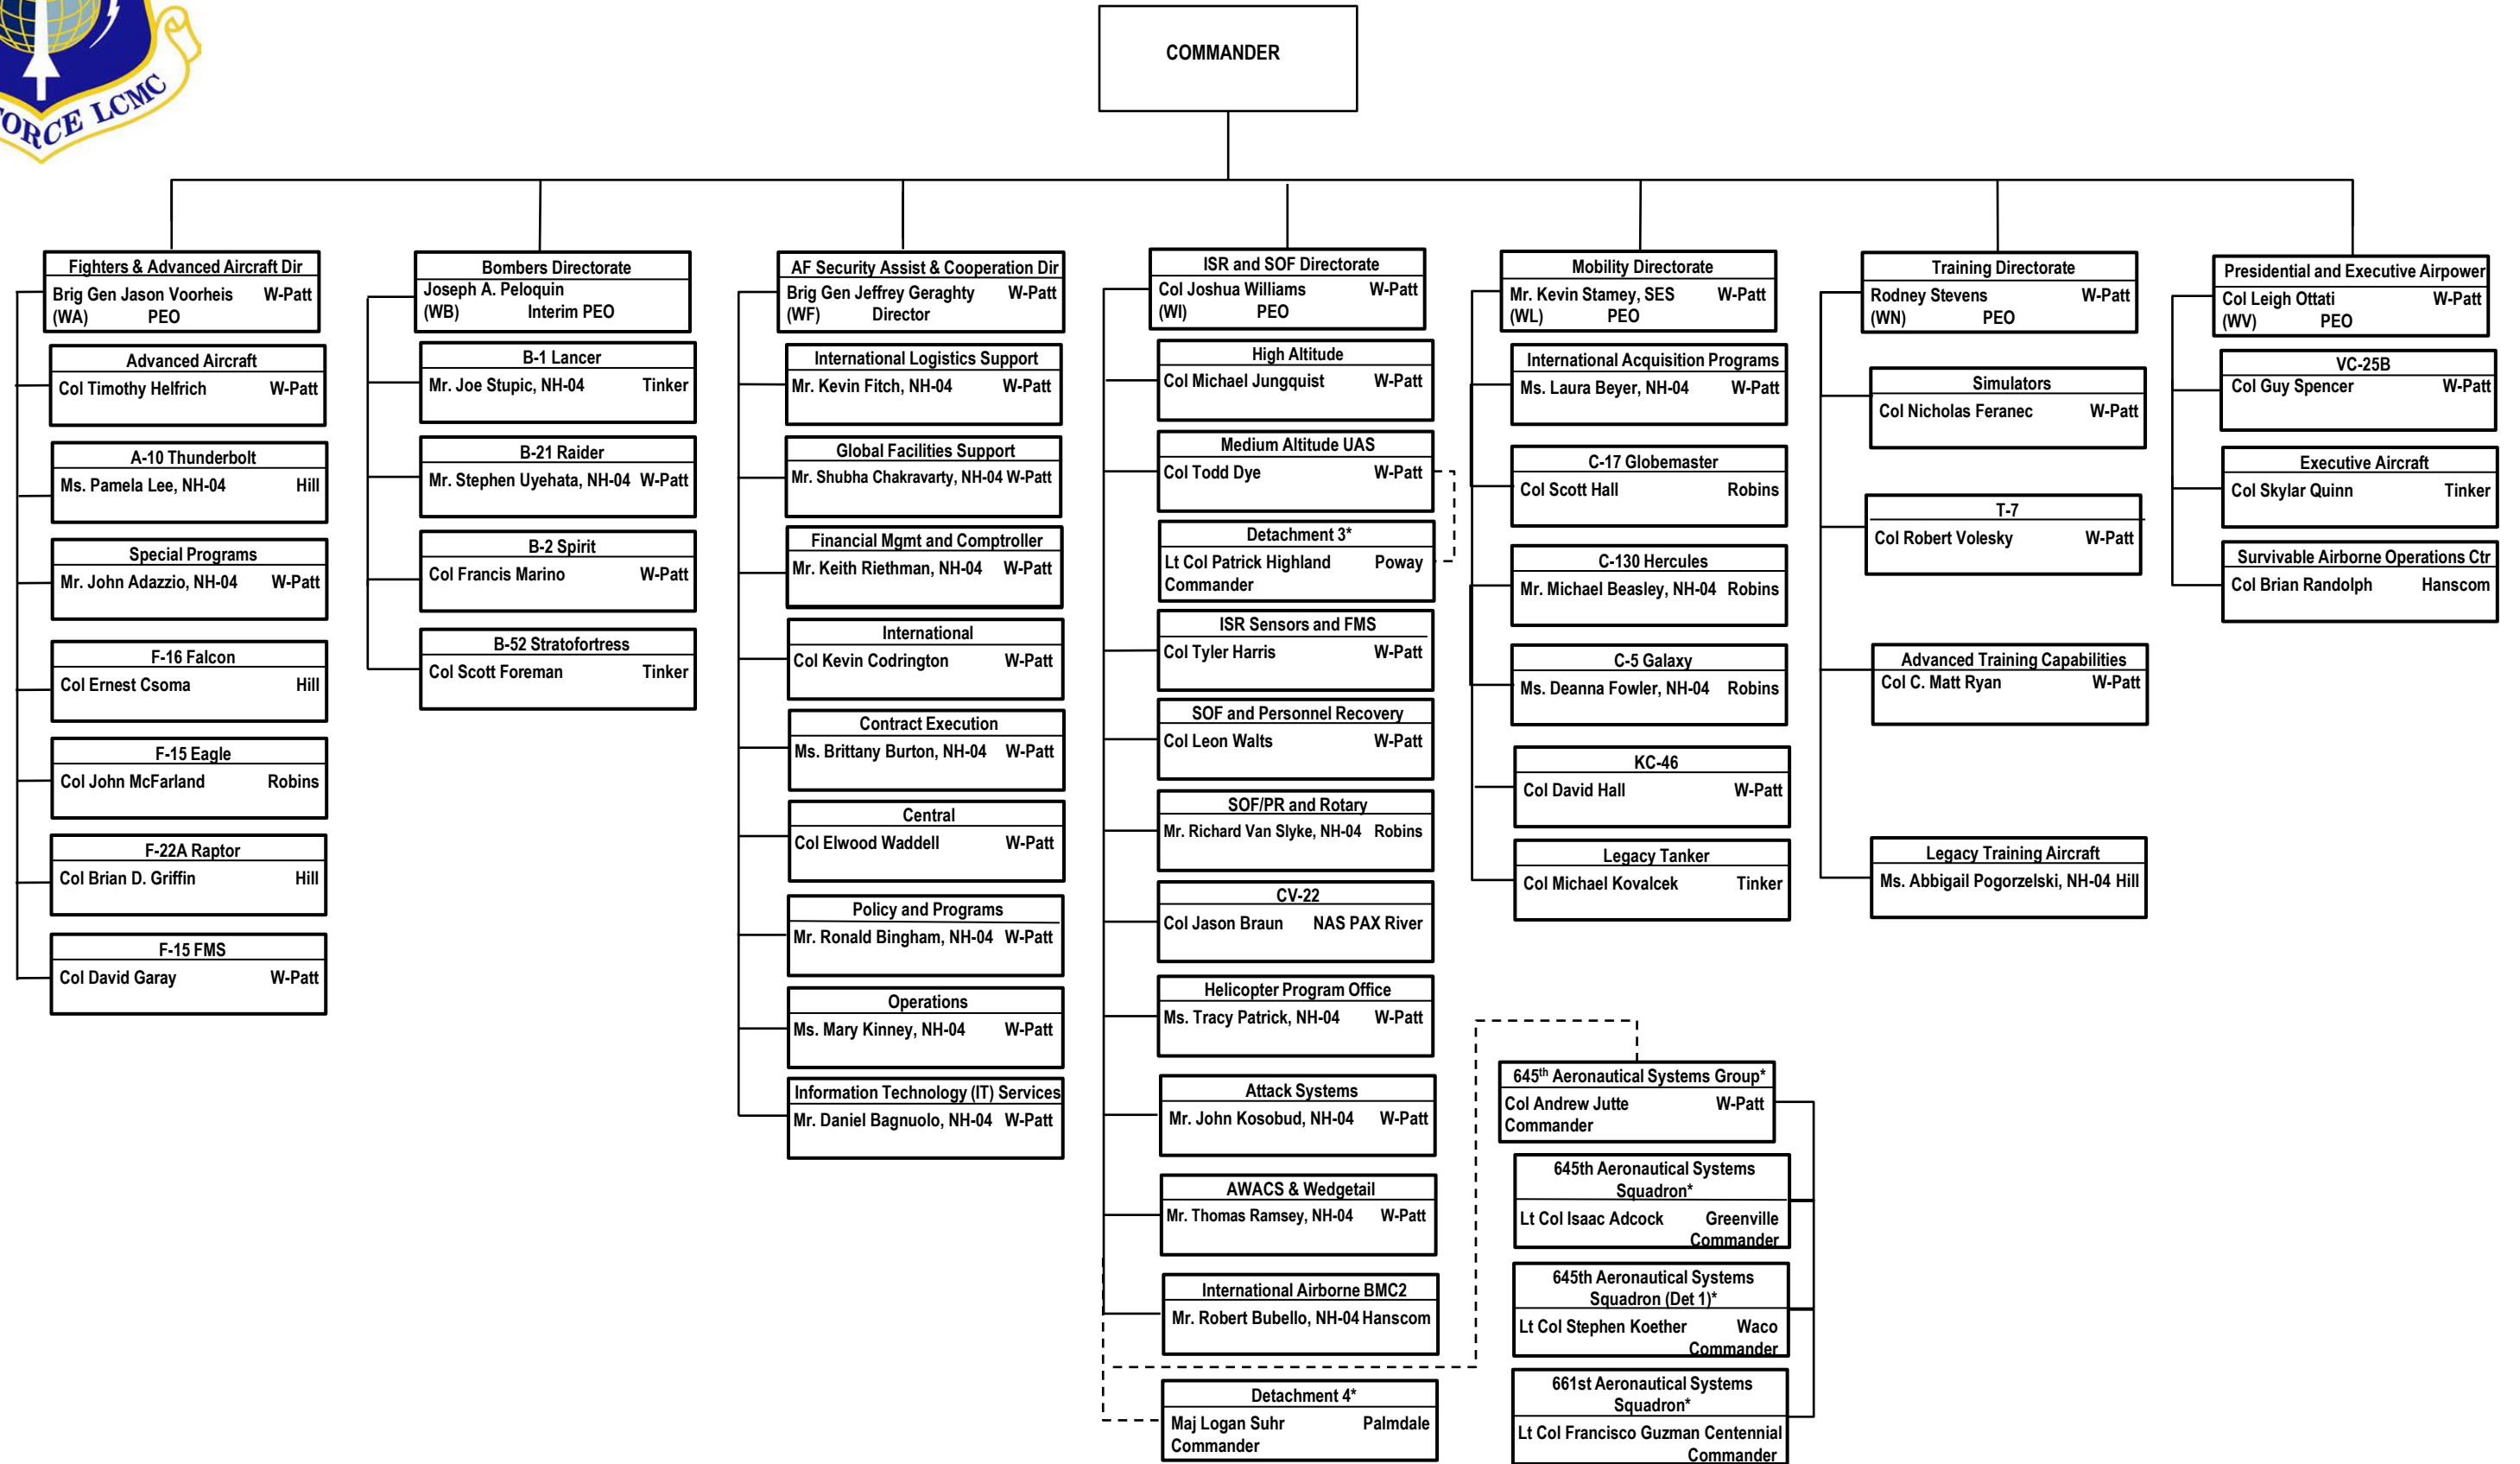 ORCE LCMC
COMMANDER
Fighters & Advanced Aircraft Dir
Brig Gen Jason Voorheis W-Patt
(WA) PEO
Advanced Aircraft
Col Timothy Helfrich W-Patt
A-10 Thunderbolt
Ms. Pamela Lee, NH-04 Hill
Special Programs
Mr. John Adazzio, NH-04 W-Patt
F-16 Falcon
Col Ernest Csoma Hill
F-15 Eagle
Col John McFarland Robins
F-22A Raptor
Col Brian D. Griffin Hill
F-15 FMS
Col David Garay W-Patt
Bombers Directorate
Joseph A. Peloquin
(WB) Interim PEO
B-1 Lancer
Mr. Joe Stupic, NH-04 Tinker
B-21 Raider
Mr. Stephen Uyehata, NH-04 W-Patt
B-2 Spirit
Col Francis Marino W-Patt
B-52 Stratofortress
Col Scott Foreman Tinker
AF Security Assist & Cooperation Dir
Brig Gen Jeffrey Geraghty W-Patt
(WF) Director
International Logistics Support
Mr. Kevin Fitch, NH-04 W-Patt
Global Facilities Support
Mr. Shubha Chakravarty, NH-04 W-Patt
Financial Mgmt and Comptroller
Mr. Keith Riethman, NH-04 W-Patt
International
Col Kevin Codrington W-Patt
Contract Execution
Ms. Brittany Burton, NH-04 W-Patt
Central
Col Elwood Waddell W-Patt
Policy and Programs
Mr. Ronald Bingham, NH-04 W-Patt
Operations
Ms. Mary Kinney, NH-04 W-Patt
Information Technology (IT) Services
Mr. Daniel Bagnuolo, NH-04 W-Patt
ISR and SOF Directorate
Col Joshua Williams W-Patt
(WI) PEO
High Altitude
Col Michael Jungquist W-Patt
Medium Altitude UAS
Col Todd Dye W-Patt
Detachment 3*
Lt Col Patrick Highland Poway
Commander
ISR Sensors and FMS
Col Tyler Harris W-Patt
SOF and Personnel Recovery
Col Leon Walts W-Patt
SOF/PR and Rotary
Mr. Richard Van Slyke, NH-04 Robins
CV-22
Col Jason Braun NAS PAX River
Helicopter Program Office
Ms. Tracy Patrick, NH-04 W-Patt
Attack Systems
Mr. John Kosobud, NH-04 W-Patt
AWACS & Wedgetail
Mr. Thomas Ramsey, NH-04 W-Patt
International Airborne BMC2
Mr. Robert Bubello, NH-04 Hanscom
Detachment 4*
Maj Logan Suhr Palmdale
Commander
Mobility Directorate
Mr. Kevin Stamey, SES W-Patt
(WL) PEO
International Acquisition Programs
Ms. Laura Beyer, NH-04 W-Patt
C-17 Globemaster
Col Scott Hall Robins
C-130 Hercules
Mr. Michael Beasley, NH-04 Robins
C-5 Galaxy
Ms. Deanna Fowler, NH-04 Robins
KC-46
Col David Hall W-Patt
Legacy Tanker
Col Michael Kovalcek Tinker
645th Aeronautical Systems Group*
Col Andrew Jutte W-Patt
Commander
645th Aeronautical Systems
Squadron*
Lt Col Isaac Adcock Greenville
Commander
645th Aeronautical Systems
Squadron (Det 1)*
Lt Col Stephen Koether Waco
Commander
661st Aeronautical Systems
Squadron*
Lt Col Francisco Guzman Centennial
Commander
Training Directorate
Rodney Stevens W-Patt
(WN) PEO
Simulators
Col Nicholas Feranec W-Patt
T-7
Col Robert Volesky W-Patt
Advanced Training Capabilities
Col C. Matt Ryan W-Patt
Legacy Training Aircraft
Ms. Abbigail Pogorzelski, NH-04 Hill
Presidential and Executive Airpower
Col Leigh Ottati W-Patt
(WV) PEO
VC-25B
Col Guy Spencer W-Patt
Executive Aircraft
Col Skylar Quinn Tinker
Survivable Airborne Operations Ctr
Col Brian Randolph Hanscom